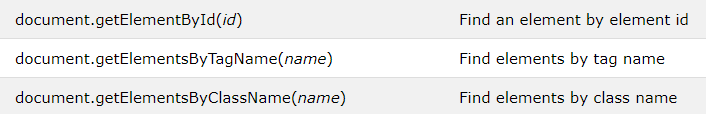 document.getElementById(id) Find an element by element id
document.getElementsByTagName(name) Find elements by tag name
document.getElementsByClassName(name) Find elements by class name